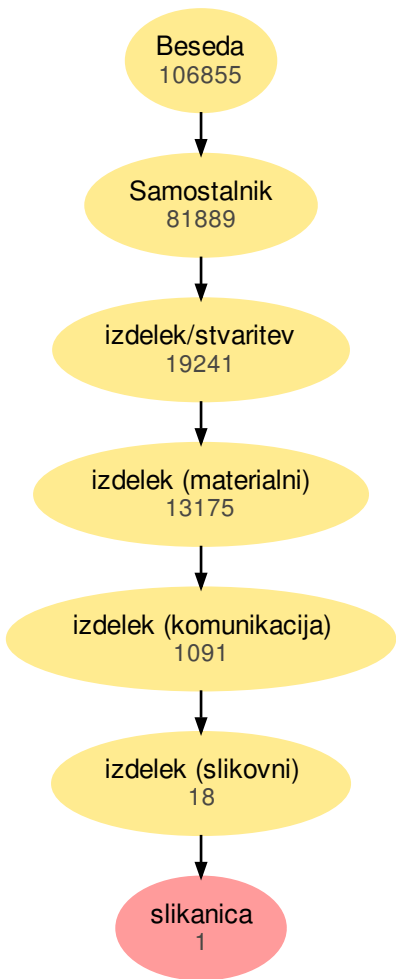 Beseda
106855
Samostalnik
81889
izdelek/stvaritev
19241
izdelek (materialni)
13175
izdelek (komunikacija)
1091
izdelek (slikovni)
18
slikanica
1